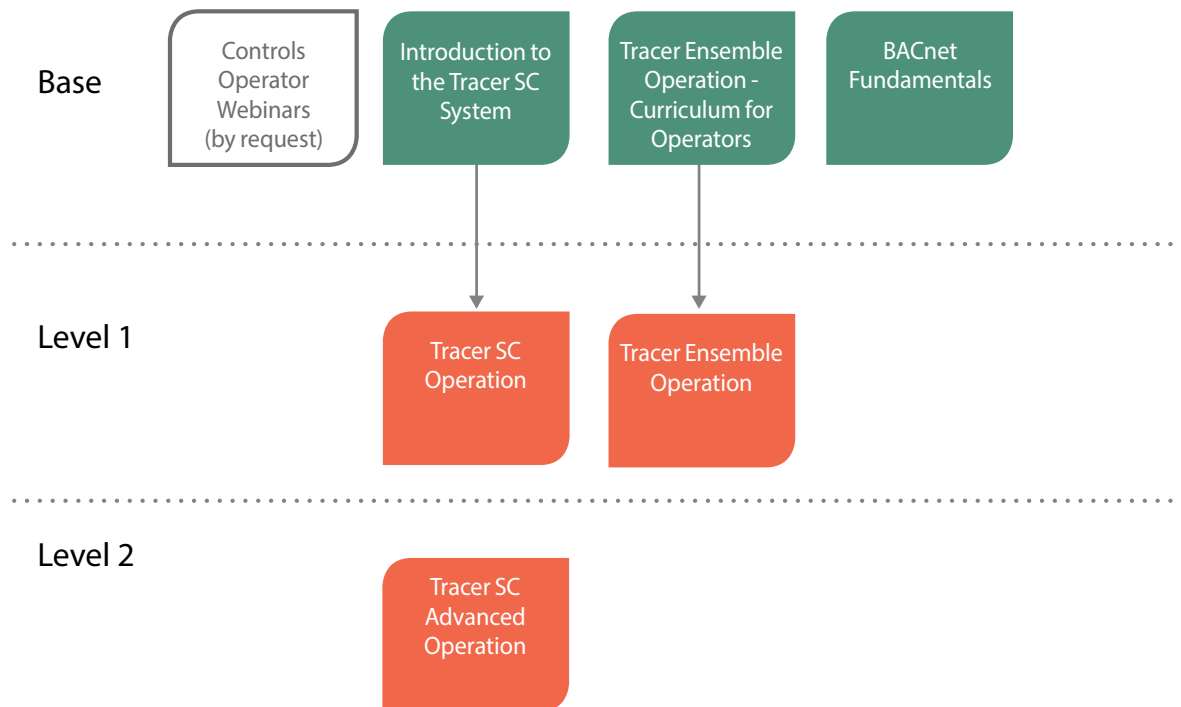 Base
Controls
Operator
Webinars
(by request)
Introduction to
the Tracer SC
System
Tracer Ensemble
Operation -
Curriculum for
Operators
BACnet
Fundamentals
Level 1
Tracer SC
Operation
Tracer Ensemble
Operation
Level 2
Tracer SC
Advanced
Operation